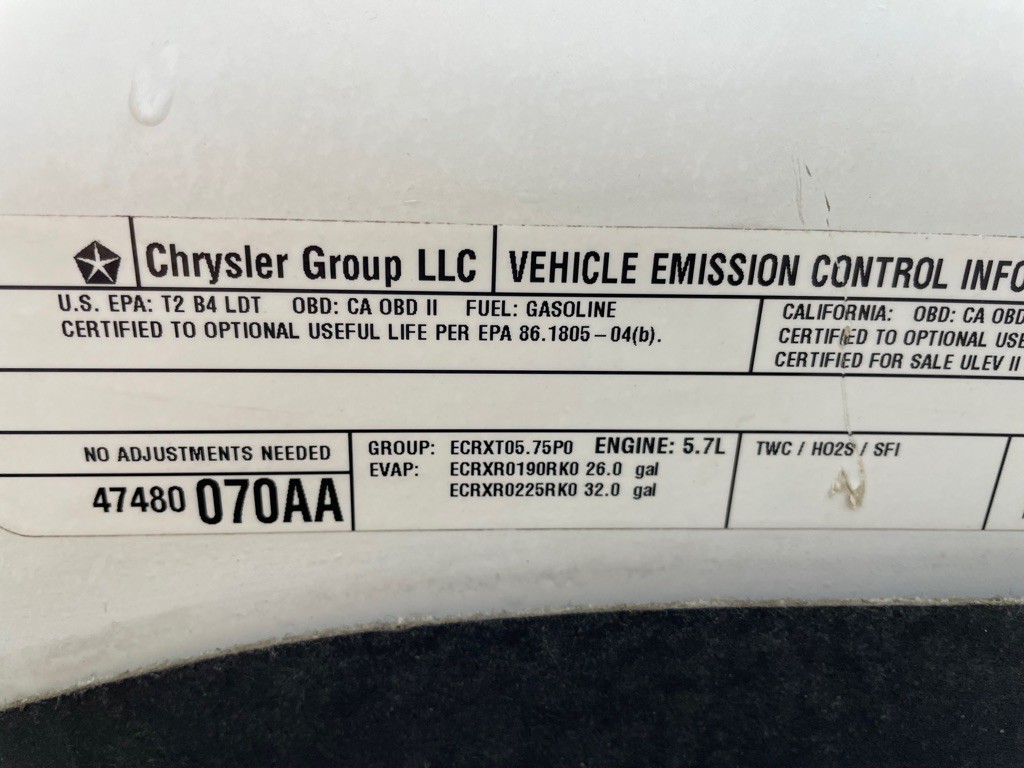 Chrysler Group LLC
VEHICLE EMISSION CONTROL INFO
U.S. EPA: T2 B4 LDT OBD: CA OBD II FUEL: GASOLINE
CERTIFIED TO OPTIONAL USEFUL LIFE PER EPA 86.1805-04(b).
CALIFORNIA: OBD: CA OBD
CERTIFIED TO OPTIONAL USE
CERTIFIED FOR SALE ULEV II
NO ADJUSTMENTS NEEDED
47480 070AA
GROUP: ECRXT05.75P0 ENGINE: 5.7L
EVAP: ECRXR0190RK0 26.0 gal
ECRXR0225RK0 32.0 gal
TWC / HO2S / SFI